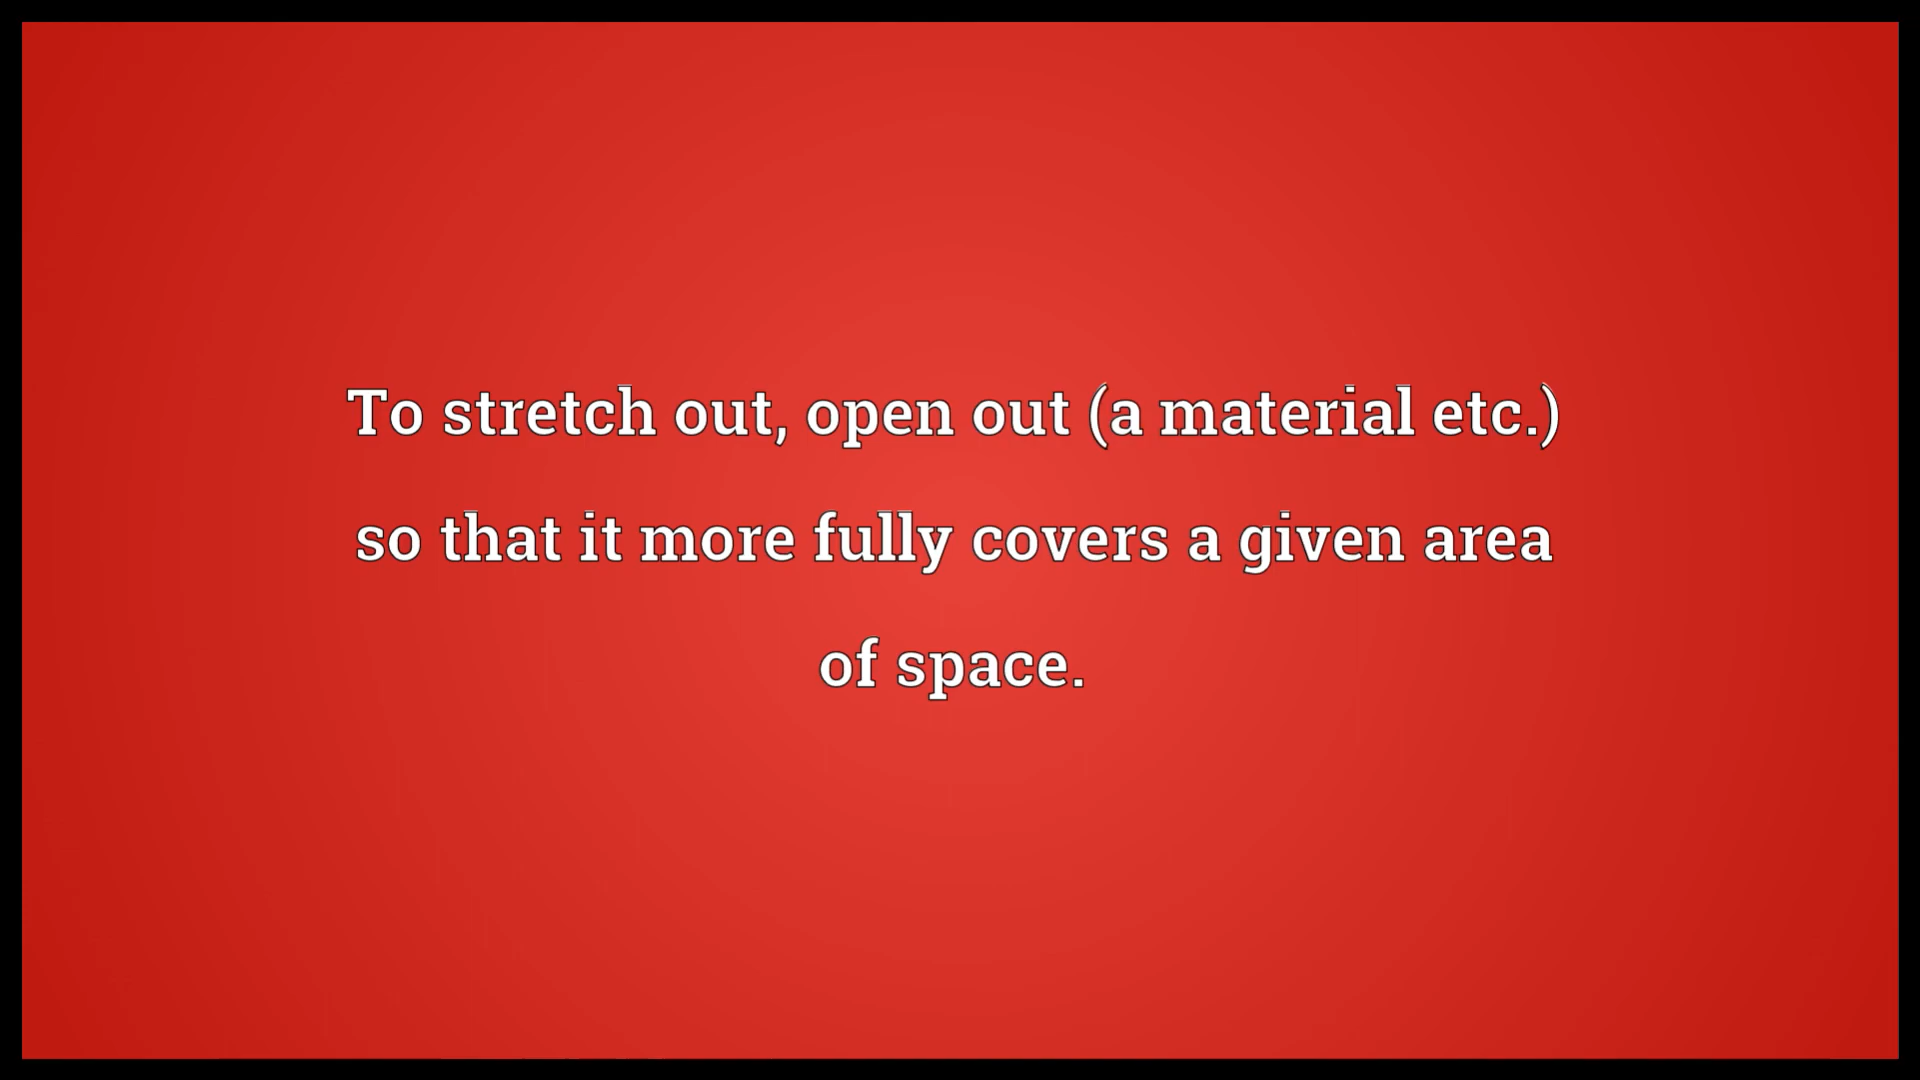 To stretch out, open out (a material etc.)
so that it more fully covers a given area
of space.